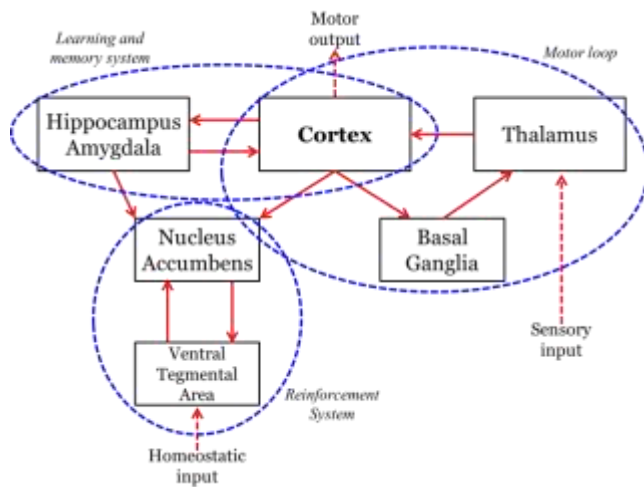 Motor
output
Learning and
memory system
Motor loop
Hippocampus
Amygdala
Cortex
Thalamus
Nucleus
Accumbens
Basal
Ganglia
Ventral
Tegmental
Area
Sensory
input
Reinforcement
System
Homeostatic
input